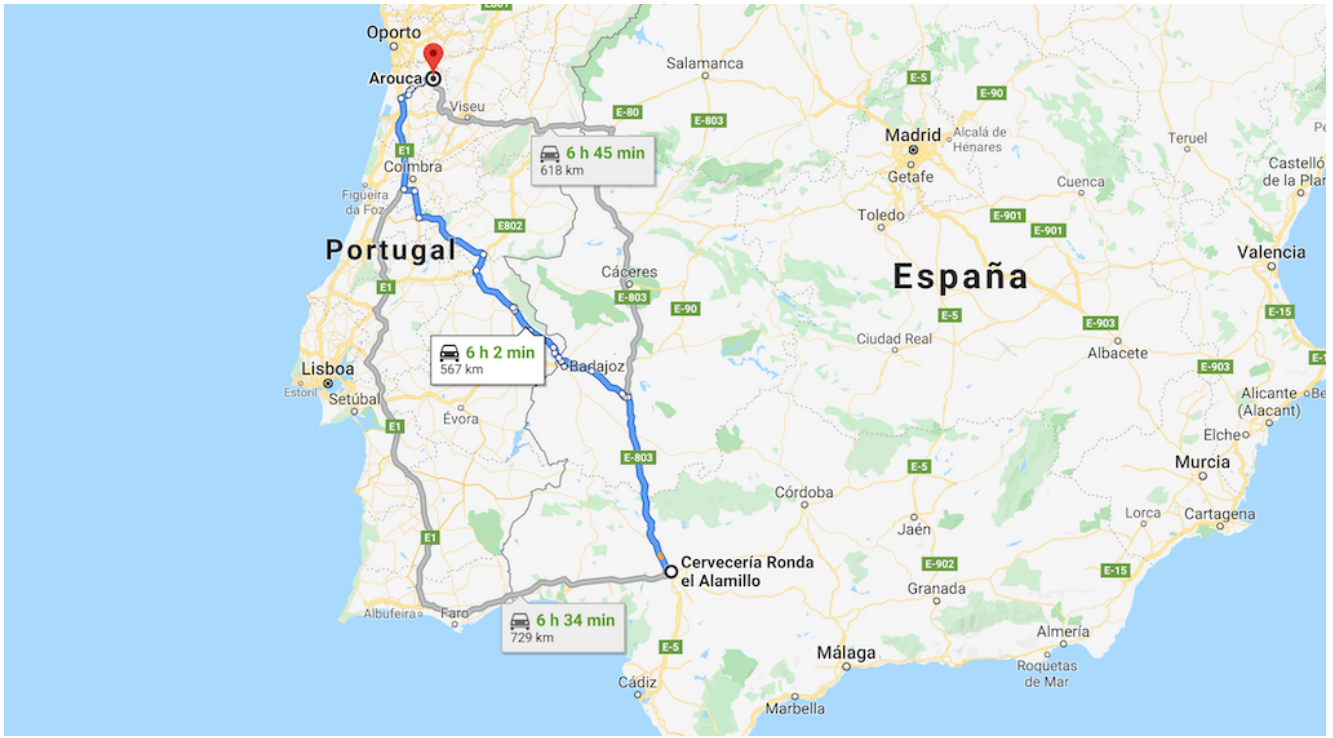 E801
Oporto
Salamanca
E-5
Arouca
Viseu
E-80
E-90
E-803
Madrid
Alcalá de
Henares
Teruel
6 h 45 min
618 km
E1
Coimbra
Getafe
Castelló
de la Plan
Figueira
da Foz
Cuenca
E802
Toledo
E-901
E-901
Portugal
Valencia
España
Cáceres
E1
E-803
E-90
E-5
E-15
E-903
Ciudad Real
6 h 2 min
567 km
Albacete
Lisboa
Badajoz
E-903
Estoril
Setúbal
Alicante
(Alacant)
Évora
E1
Elche
E-803
E-5
Murcia
Córdoba
Lorca
Cartagena
Jaén
E1
Cervecería Ronda
el Alamillo
E-902
E-15
Granada
Albufeira
Faro
6 h 34 min
729 km
Almería
E-5
Málaga
Roquetas
de Mar
Cádiz
Marbella